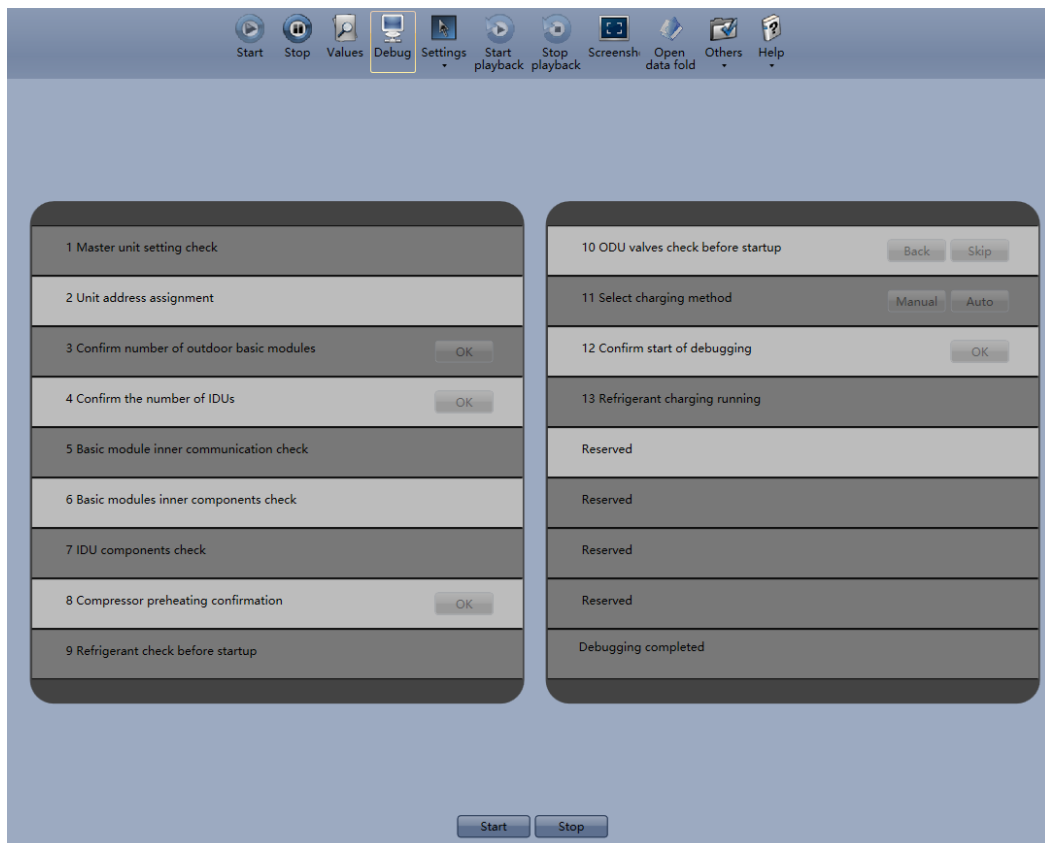 Start
Stop
Values
Debug
Settings
Start
playback
Stop
playback
Screensh
Open
data fold
Others
Help
1 Master unit setting check
2 Unit address assignment
3 Confirm number of outdoor basic modules
OK
4 Confirm the number of IDUs
OK
5 Basic module inner communication check
6 Basic modules inner components check
7 IDU components check
8 Compressor preheating confirmation
OK
9 Refrigerant check before startup
10 ODU valves check before startup
Back
Skip
11 Select charging method
Manual
Auto
12 Confirm start of debugging
OK
13 Refrigerant charging running
Reserved
Reserved
Reserved
Reserved
Debugging completed
Start
Stop